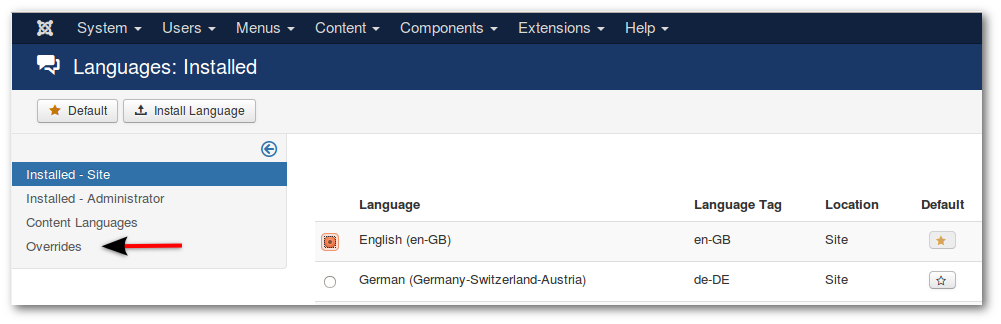 System Users Menus Content Components Extensions Help
Languages: Installed
Default Install Language
Installed - Site
Installed - Administrator
Content Languages
Overrides
Language Language Tag Location Default
English (en-GB) en-GB Site
German (Germany-Switzerland-Austria) de-DE Site